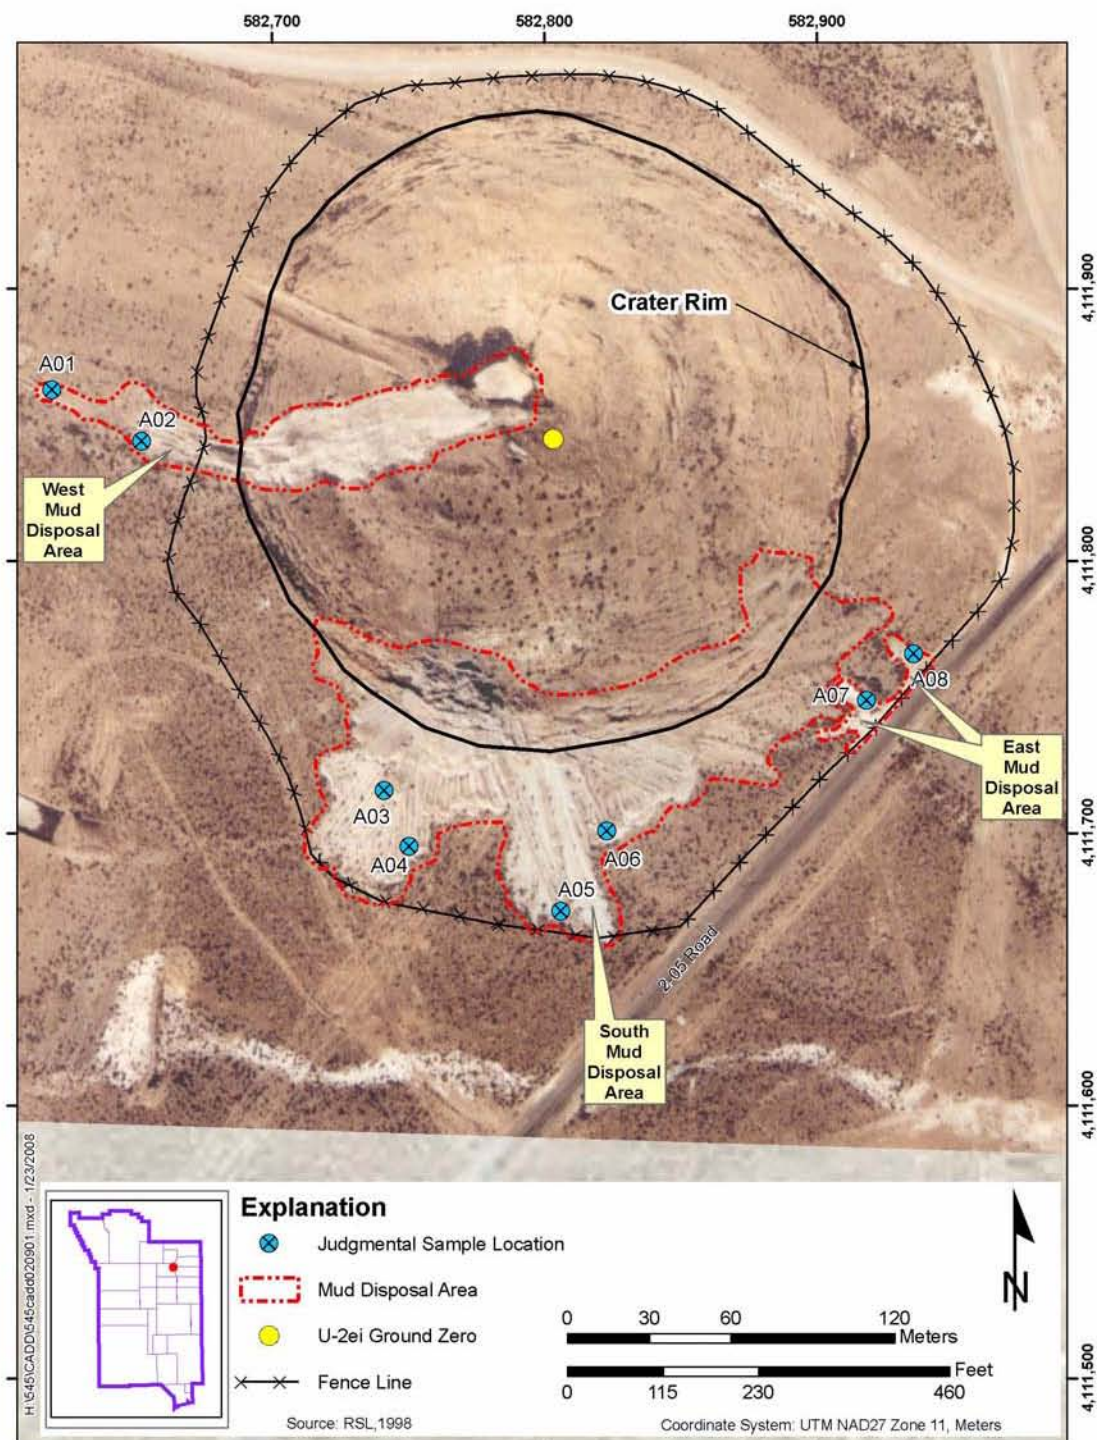 582,700 582,800 582,900
4,111,900
Crater Rim
A01
A02
West
Mud
Disposal
Area
4,111,800
A07
A08
East
Mud
Disposal
Area
A03
A04
A06
A05
4,111,700
2-05 Road
South
Mud
Disposal
Area
4,111,600
H:\545\CADD\545cadd020901.mxd - 1/23/2008
Explanation
Judgmental Sample Location
Mud Disposal Area
U-2ei Ground Zero
Fence Line
Source: RSL,1998
N
0 30 60 120
Meters
Feet
0 115 230 460
Coordinate System: UTM NAD27 Zone 11, Meters
4,111,500